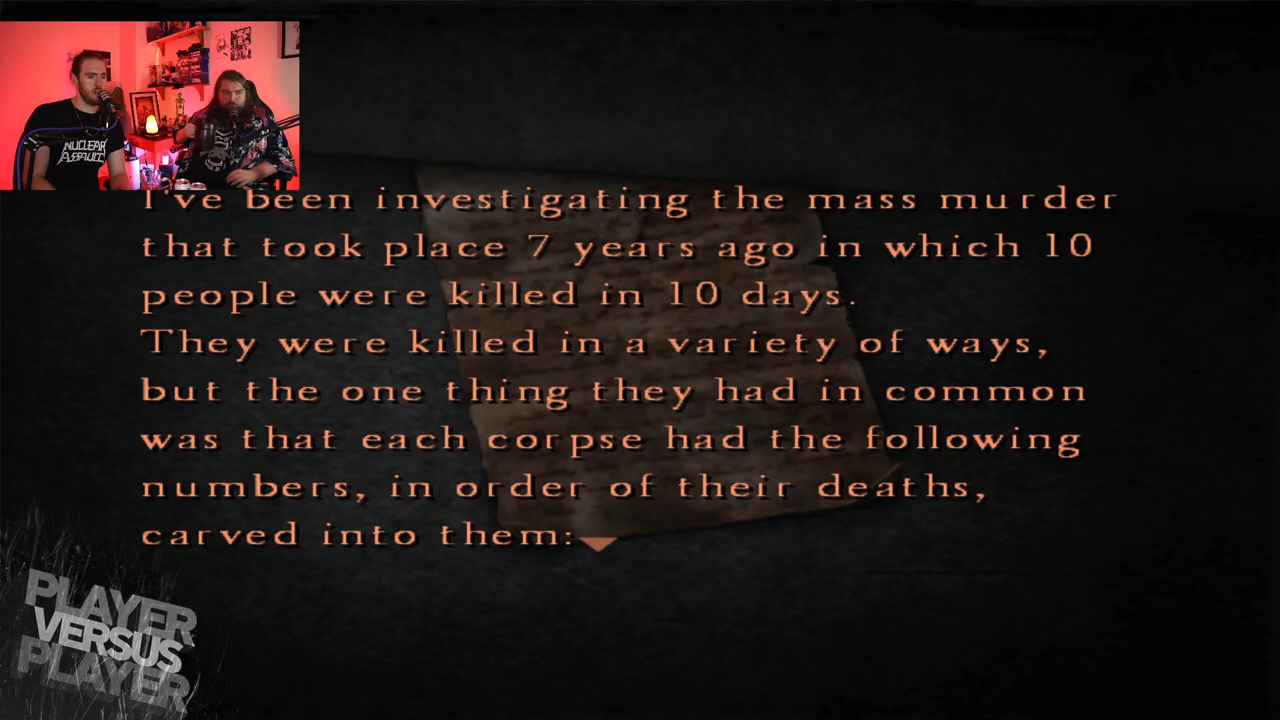 NUCLEAR
ASSAULT
I've been investigating the mass murder
that took place 7 years ago in which 10
people were killed in 10 days.
They were killed in a variety of ways,
but the one thing they had in common
was that each corpse had the following
numbers, in order of their deaths,
carved into them:
PLAYER
VERSUS
PLAYER